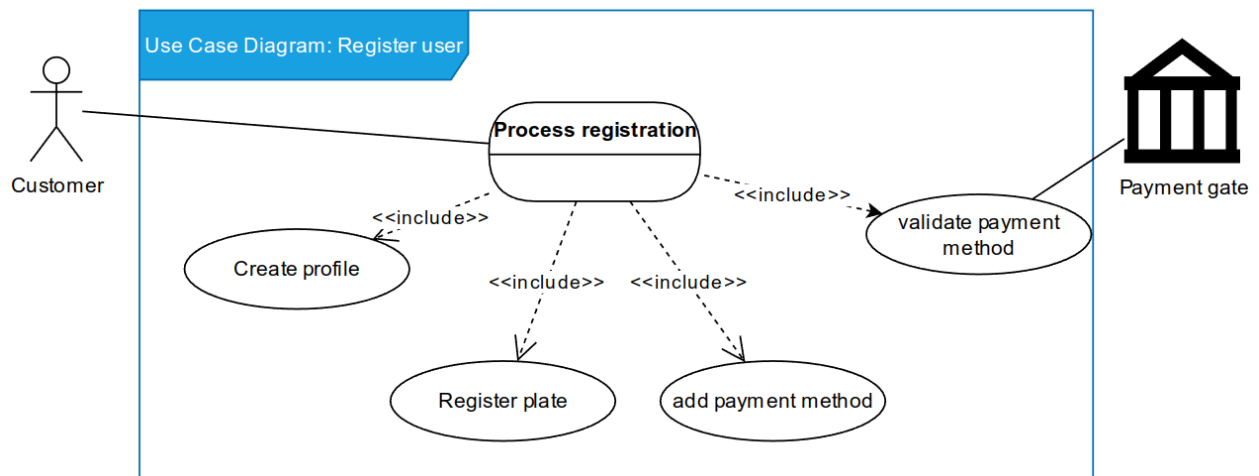 Use Case Diagram: Register user
Process registration
Customer
Payment gate
<<include>>
<<include>>
validate payment
method
Create profile
<<include>>
<<include>>
Register plate
add payment method